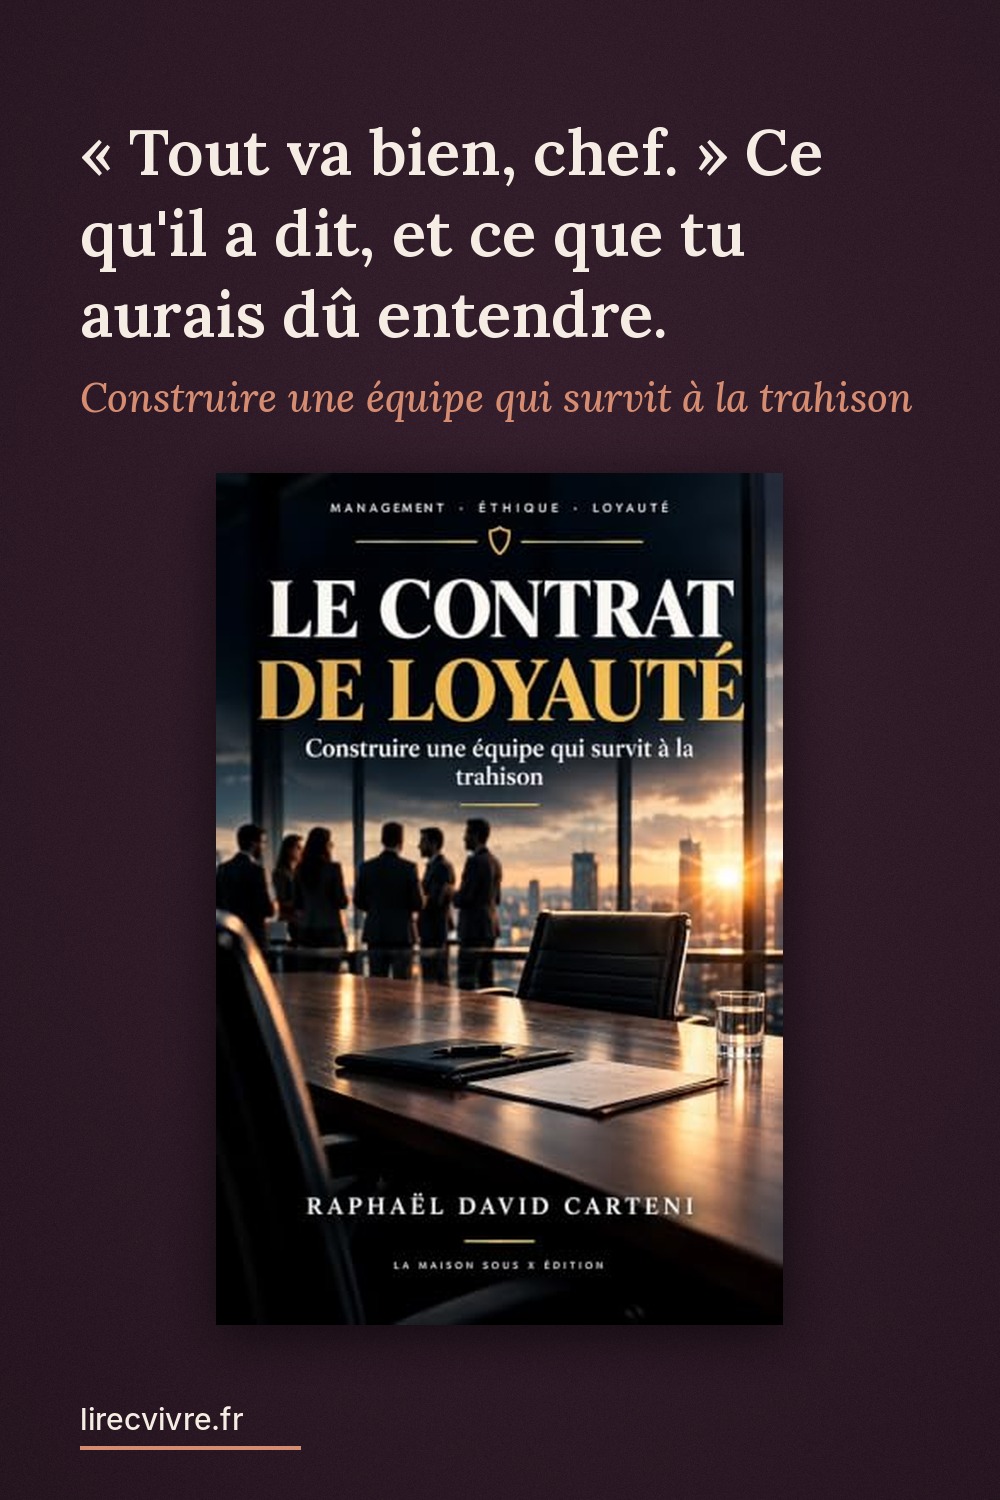 « Tout va bien, chef. » Ce
qu'il a dit, et ce que tu
aurais dû entendre.
Construire une équipe qui survit à la trahison
MANAGEMENT · ÉTHIQUE · LOYAUTÉ
LE CONTRAT
DE LOYAUTÉ
Construire une équipe qui survit à la
trahison
RAPHAËL DAVID CARTENI
LA MAISON SOUS X ÉDITION
lirecvivre.fr